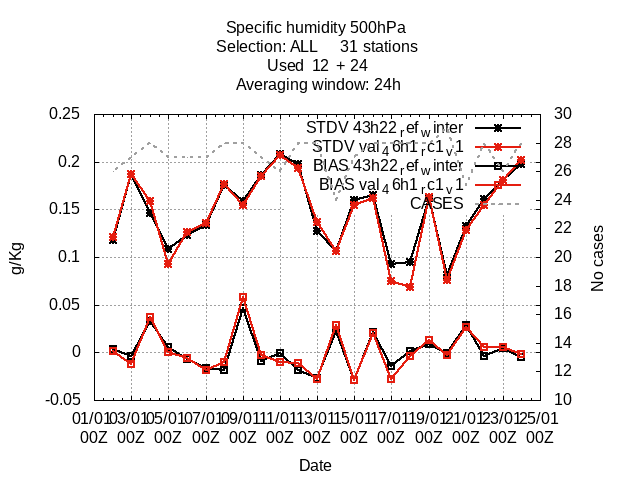 Specific humidity 500hPa
Selection: ALL     31 stations
Used  12  + 24
Averaging window: 24h
0.25
0.2
0.15
0.1
0.05
0
-0.05
30
28
26
24
22
20
18
16
14
12
10
STDV 43h22_ref_winter
STDV val_46h1_rc1_v1
BIAS 43h22_ref_winter
BIAS val_46h1_rc1_v1
CASES
g/Kg
No cases
01/01 03/01 05/01 07/01 09/01 11/01 13/01 15/01 17/01 19/01 21/01 23/01 25/01
00Z 00Z 00Z 00Z 00Z 00Z 00Z 00Z 00Z 00Z 00Z 00Z 00Z
Date